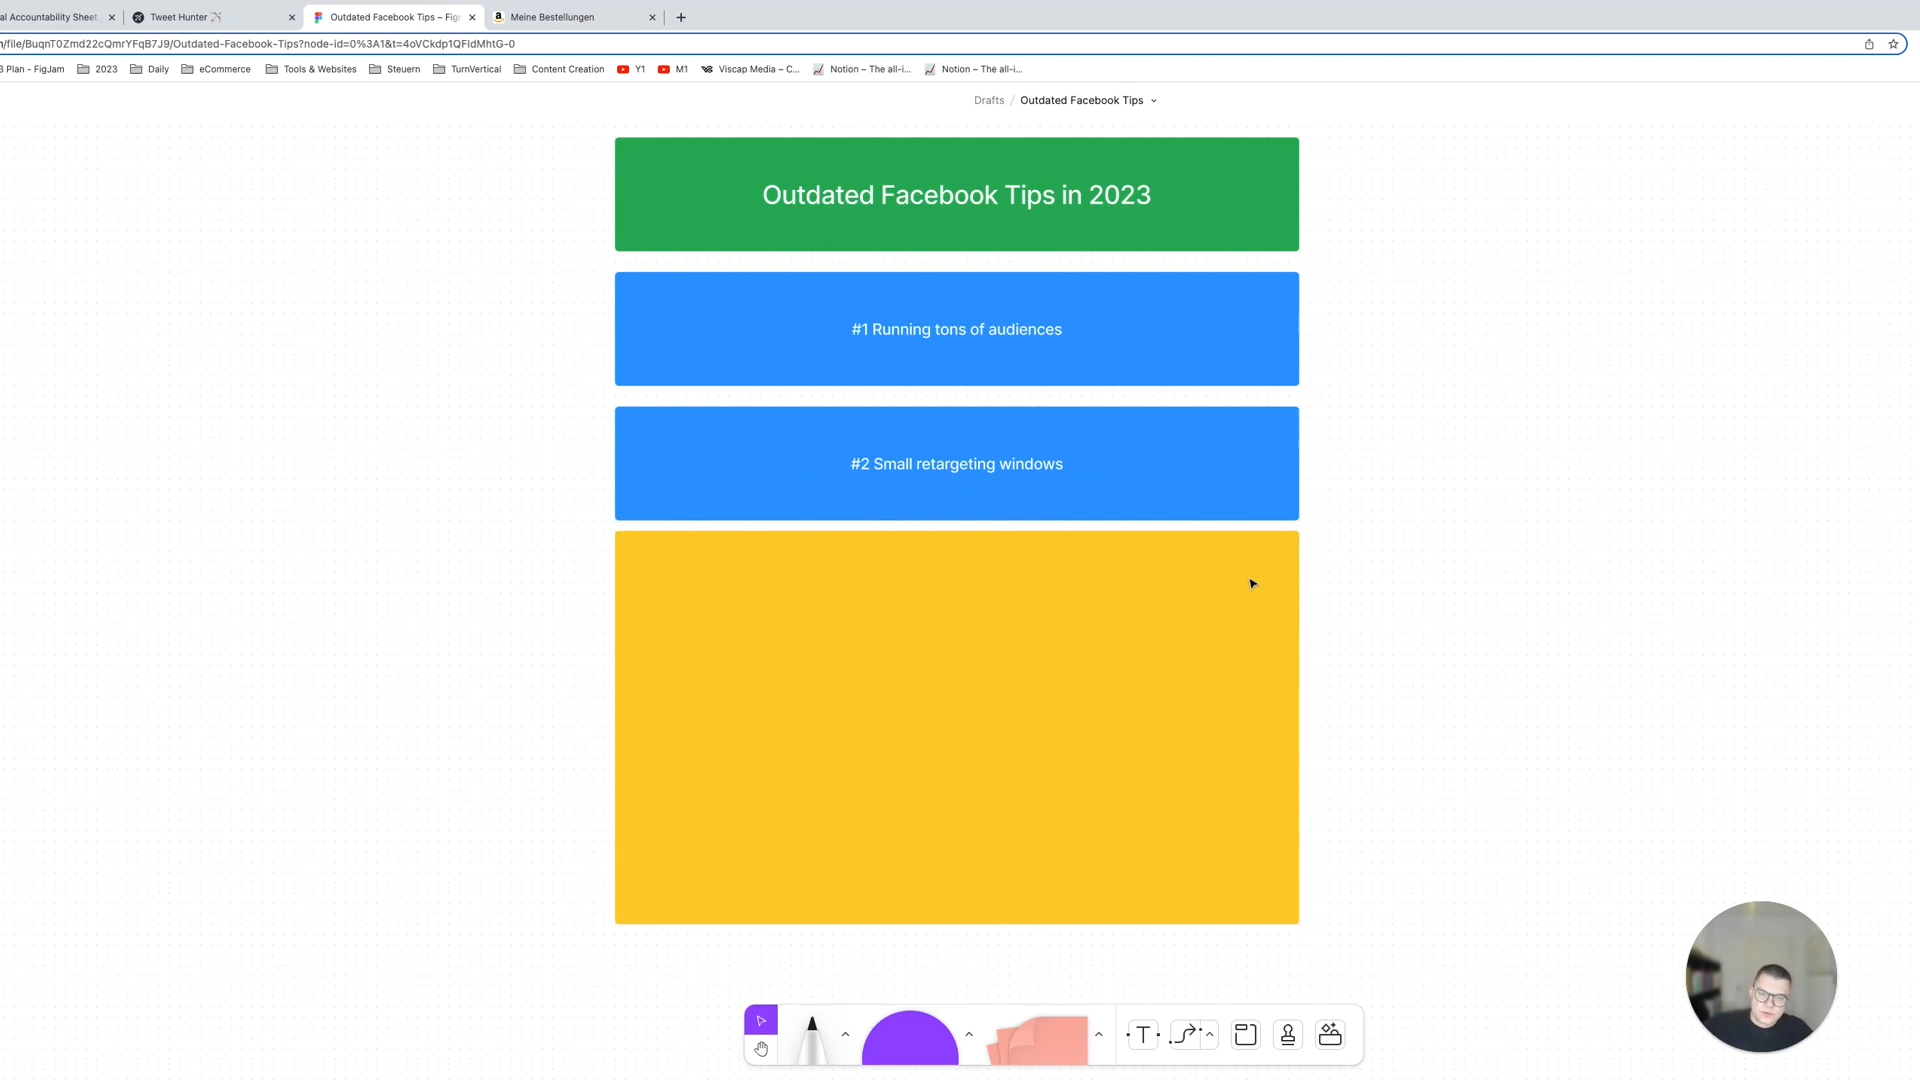 al Accountability Sheet
Tweet Hunter
Outdated Facebook Tips – Fig
Meine Bestellungen
/file/BuqnT0Zmd22cQmrYFqB7J9/Outdated-Facebook-Tips?node-id=0%3A1&t=4oVCkdp1QFIdMhtG-0
3 Plan - FigJam
2023
Daily
eCommerce
Tools & Websites
Steuern
TurnVertical
Content Creation
Y1
M1
Viscap Media – C...
Notion – The all-i...
Notion – The all-i...
Drafts / Outdated Facebook Tips
Outdated Facebook Tips in 2023
#1 Running tons of audiences
#2 Small retargeting windows
T